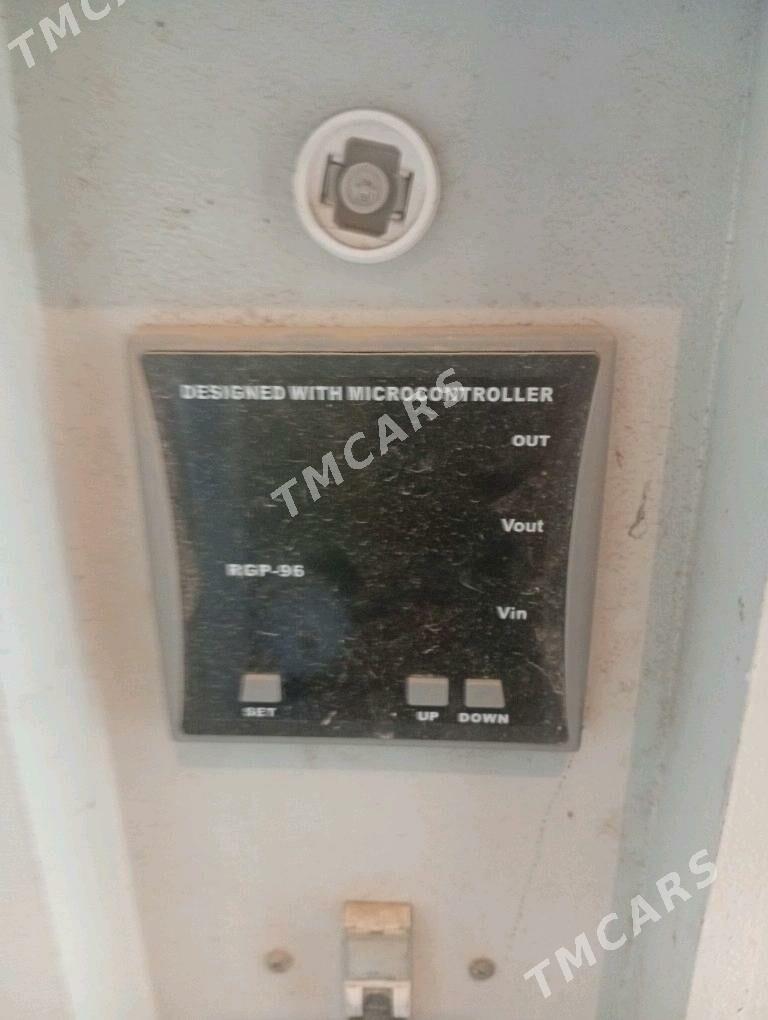 TMCARS
DESIGNED WITH MICROCONTROLLER
OUT
TMCARS
Vout
RGP-96
Vin
SET
UP
DOWN
TMCARS